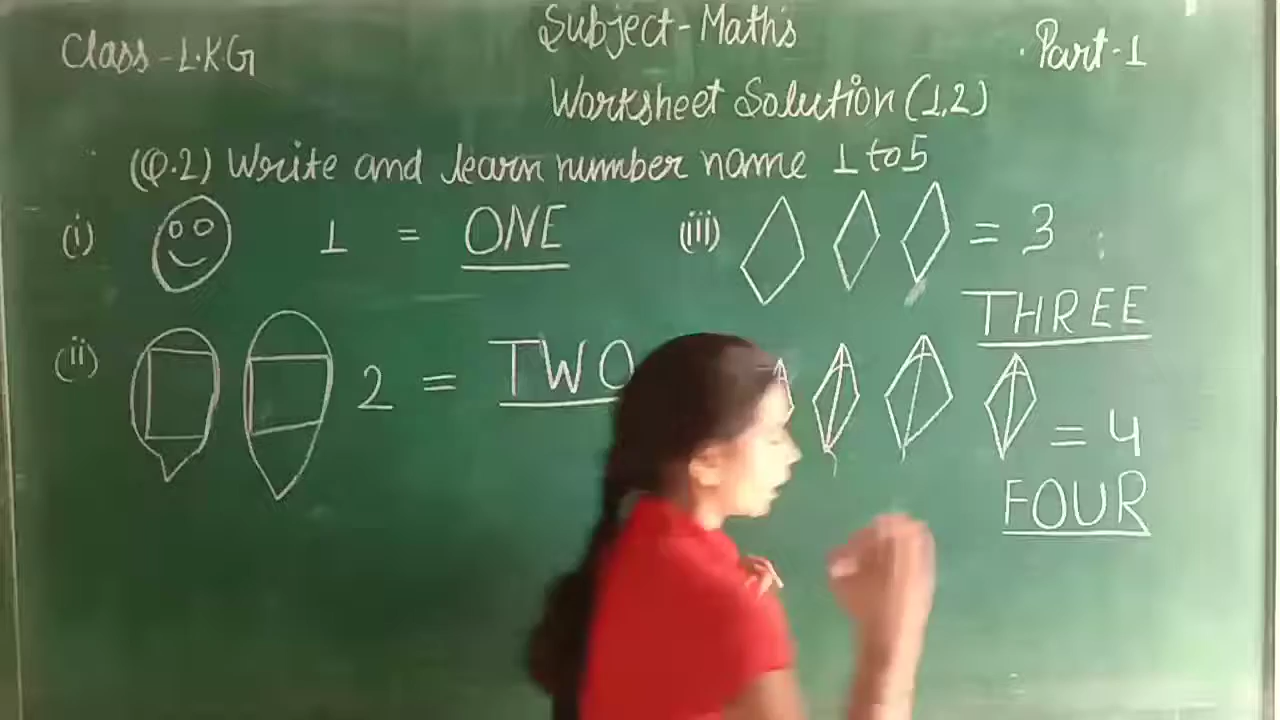 Class - L.KG
Subject - Maths
Part - 1
Worksheet Solution (1,2)
(Q.2) Write and learn number name 1 to 5
(i) 1 = ONE
(iii) = 3
THREE
(ii) 2 = TWO
= 4
FOUR